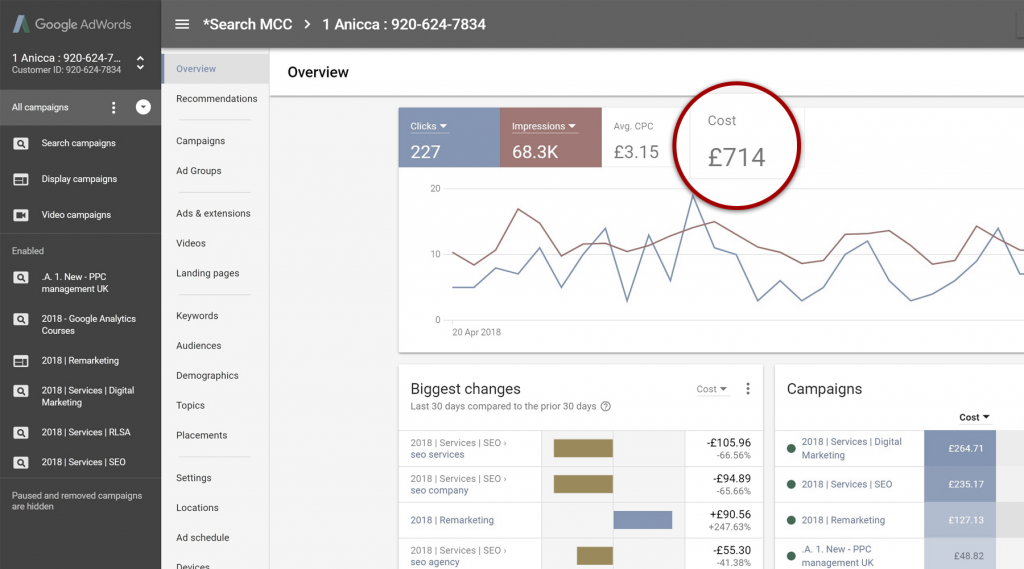 Google AdWords
1 Anicca : 920-624-7...
Customer ID: 920-624-7834
All campaigns
Search campaigns
Display campaigns
Video campaigns
Enabled
.A. 1. New - PPC
management UK
2018 - Google Analytics
Courses
2018 | Remarketing
2018 | Services | Digital
Marketing
2018 | Services | RLSA
2018 | Services | SEO
Paused and removed campaigns
are hidden
*Search MCC > 1 Anicca : 920-624-7834
Overview
Recommendations
Campaigns
Ad Groups
Ads & extensions
Videos
Landing pages
Keywords
Audiences
Demographics
Topics
Placements
Settings
Locations
Ad schedule
Devices
Overview
Clicks
227
Impressions
68.3K
Avg. CPC
£3.15
Cost
£714
20
10
0
20 Apr 2018
Biggest changes
Cost
Last 30 days compared to the prior 30 days
2018 | Services | SEO ›
seo services
-£105.96
-66.56%
2018 | Services | SEO ›
seo company
-£94.89
-65.66%
2018 | Remarketing
+£90.56
+247.63%
2018 | Services | SEO ›
seo agency
-£55.30
-41.38%
Campaigns
Cost
2018 | Services | Digital
Marketing
£264.71
2018 | Services | SEO
£235.17
2018 | Remarketing
£127.13
.A. 1. New - PPC
management UK
£48.82